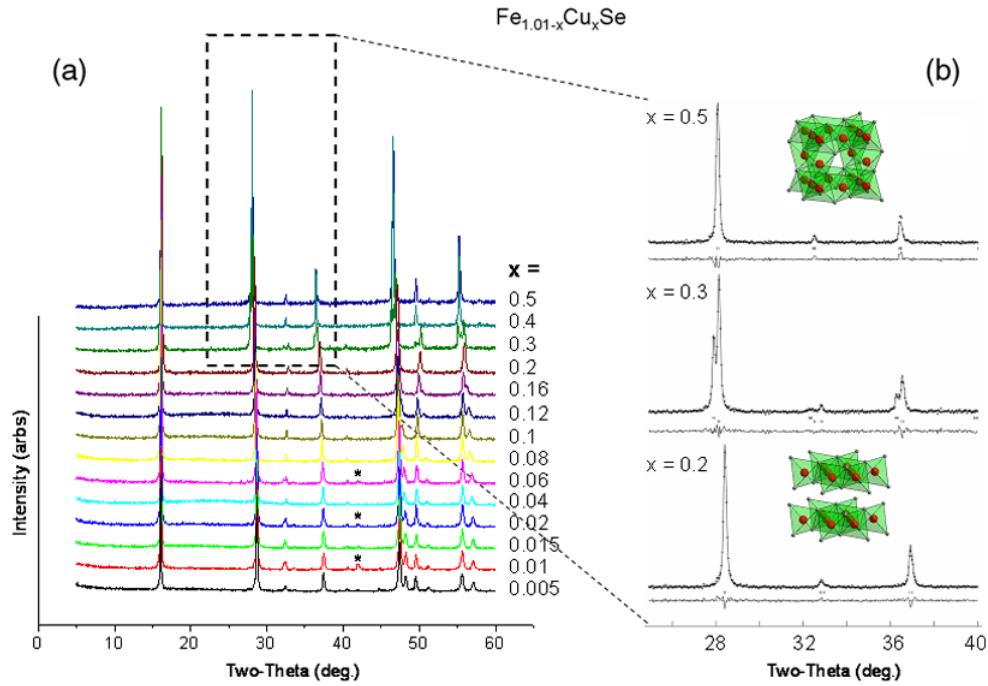 Fe1.01-xCuxSe
(a)
(b)
x = 0.5
x =
0.5
0.4
0.3
0.2
0.16
0.12
0.1
0.08
0.06
0.04
0.02
0.015
0.01
0.005
*
*
*
x = 0.3
x = 0.2
Intensity (arbs)
0 10 20 30 40 50 60
Two-Theta (deg.)
28 32 36 40
Two-Theta (deg.)